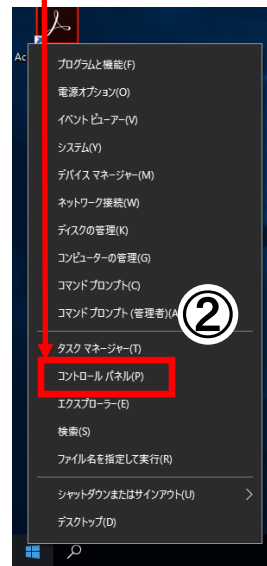 Ac
プログラムと機能(F)
電源オプション(O)
イベント ビューアー(V)
システム(Y)
デバイス マネージャー(M)
ネットワーク接続(W)
ディスクの管理(K)
コンピューターの管理(G)
コマンド プロンプト(C)
コマンド プロンプト (管理者)(A
②
タスク マネージャー(T)
コントロール パネル(P)
エクスプローラー(E)
検索(S)
ファイル名を指定して実行(R)
シャットダウンまたはサインアウト(U)
デスクトップ(D)